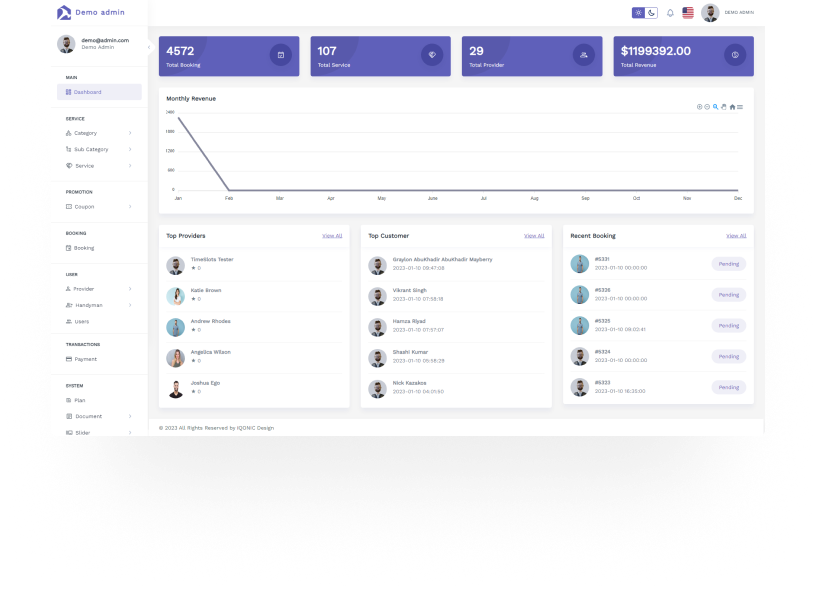 Demo admin
DEMO ADMIN
demo@admin.com
Demo Admin
MAIN
Dashboard
SERVICE
Category
Sub Category
Service
PROMOTION
Coupon
BOOKING
Booking
USER
Provider
Handyman
Users
TRANSACTIONS
Payment
SYSTEM
Plan
Document
Slider
4572
Total Booking
107
Total Service
29
Total Provider
$1199392.00
Total Revenue
Monthly Revenue
2400
1800
1200
600
0
Jan Feb Mar Apr May June Jul Aug Sep Oct Nov Dec
Top Providers View All
TimeSlots Tester
★ 0
Katie Brown
★ 0
Andrew Rhodes
★ 0
Angelica Wilson
★ 0
Joshua Ego
★ 0
Top Customer View All
Graylon AbuKhadir AbuKhadir Mayberry
2023-01-10 09:47:08
Vikrant Singh
2023-01-10 07:58:18
Hamza Riyad
2023-01-10 07:57:07
Shashi Kumar
2023-01-10 05:58:29
Nick Kazakos
2023-01-10 04:01:50
Recent Booking View All
#5331
2023-01-10 00:00:00
Pending
#5326
2023-01-10 00:00:00
Pending
#5325
2023-01-10 08:03:41
Pending
#5324
2023-01-10 00:00:00
Pending
#5323
2023-01-10 16:35:00
Pending
© 2023 All Rights Reserved by IQONIC Design